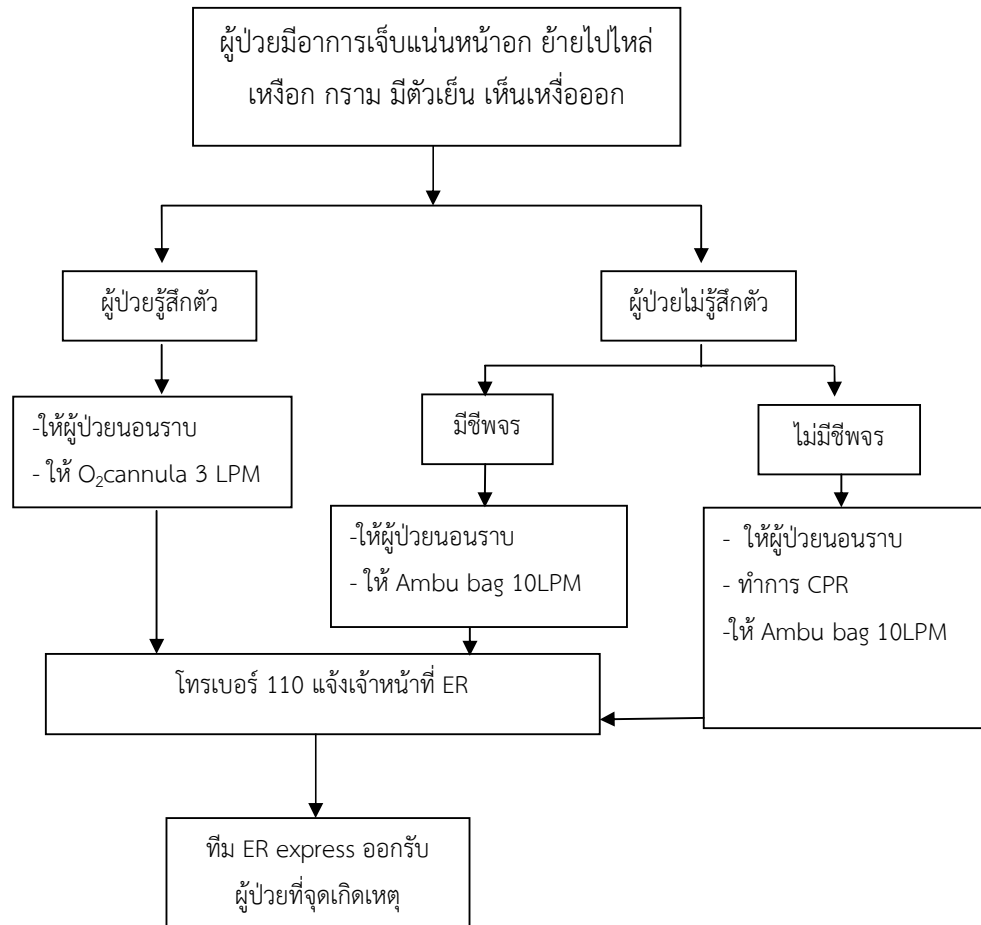 ผู้ป่วยมีอาการเจ็บแน่นหน้าอก ย้ายไปไหล่
เหงือก กราม มีตัวเย็น เห็นเหงื่อออก
ผู้ป่วยรู้สึกตัว
ผู้ป่วยไม่รู้สึกตัว
-ให้ผู้ป่วยนอนราบ
- ให้ O₂cannula 3 LPM
มีชีพจร
ไม่มีชีพจร
-ให้ผู้ป่วยนอนราบ
- ให้ Ambu bag 10LPM
- ให้ผู้ป่วยนอนราบ
- ทำการ CPR
-ให้ Ambu bag 10LPM
โทรเบอร์ 110 แจ้งเจ้าหน้าที่ ER
ทีม ER express ออกรับ
ผู้ป่วยที่จุดเกิดเหตุ